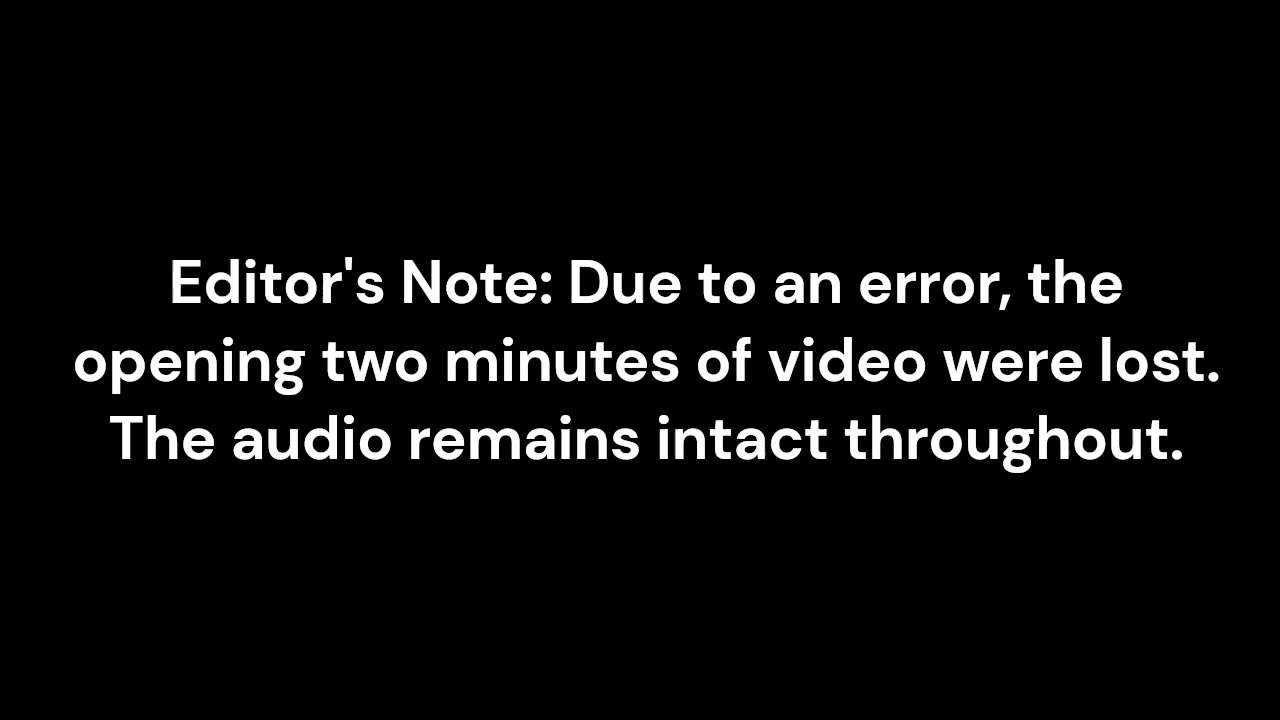 Editor's Note: Due to an error, the
opening two minutes of video were lost.
The audio remains intact throughout.